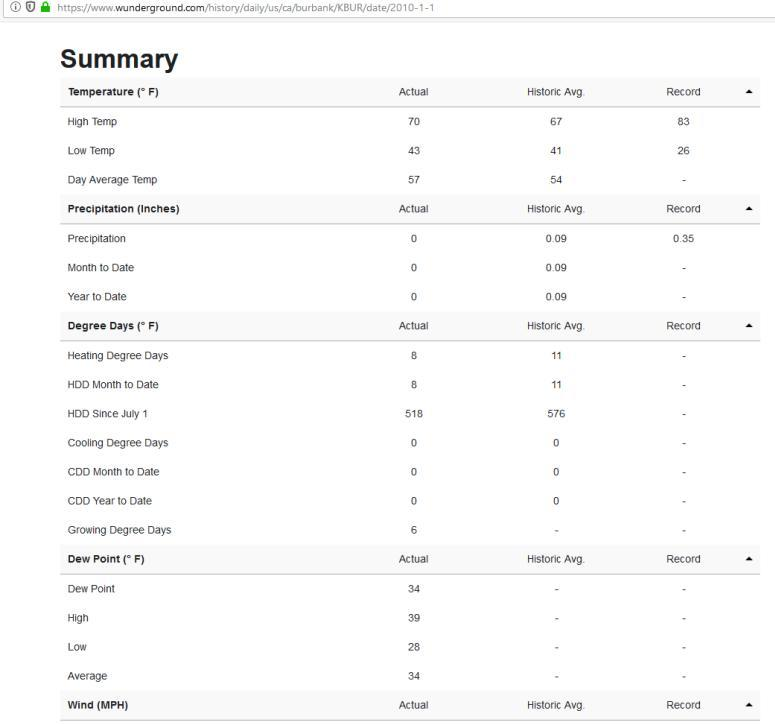 https://www.wunderground.com/history/daily/us/ca/burbank/KBUR/date/2010-1-1
Summary
Temperature (° F) Actual Historic Avg. Record
High Temp 70 67 83
Low Temp 43 41 26
Day Average Temp 57 54 -
Precipitation (Inches) Actual Historic Avg. Record
Precipitation 0 0.09 0.35
Month to Date 0 0.09 -
Year to Date 0 0.09 -
Degree Days (° F) Actual Historic Avg. Record
Heating Degree Days 8 11 -
HDD Month to Date 8 11 -
HDD Since July 1 518 576 -
Cooling Degree Days 0 0 -
CDD Month to Date 0 0 -
CDD Year to Date 0 0 -
Growing Degree Days 6 - -
Dew Point (° F) Actual Historic Avg. Record
Dew Point 34 - -
High 39 - -
Low 28 - -
Average 34 - -
Wind (MPH) Actual Historic Avg. Record